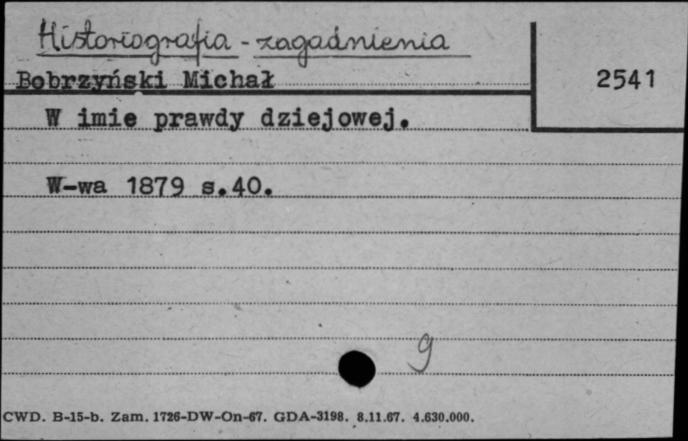 Historiografia - zagadnienia
Bobrzyński Michał
2541
W imie prawdy dziejowej.
W-wa 1879 s.40.
g
CWD. B-15-b. Zam. 1726-DW-On-67. GDA-3198. 8.11.67. 4.630.000.